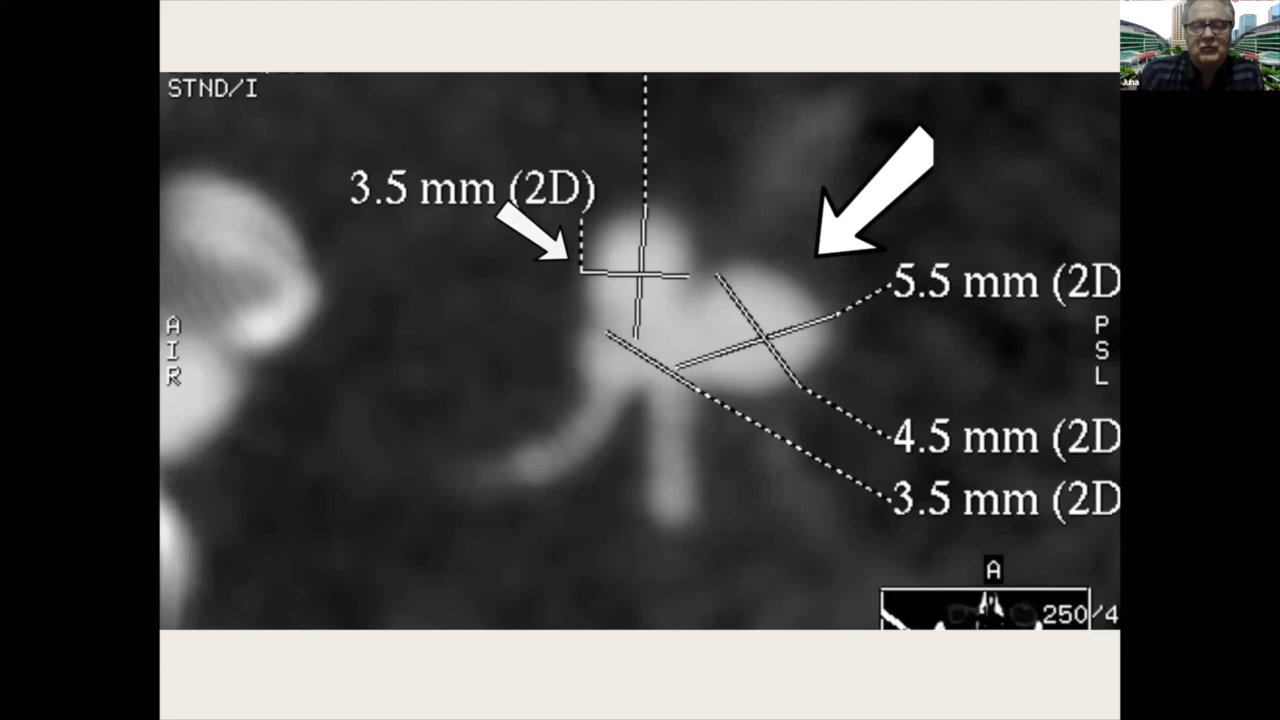 STND/I
3.5 mm (2D)
5.5 mm (2D
A
I
R
P
S
L
4.5 mm (2D
3.5 mm (2D
A
250/4
Juha